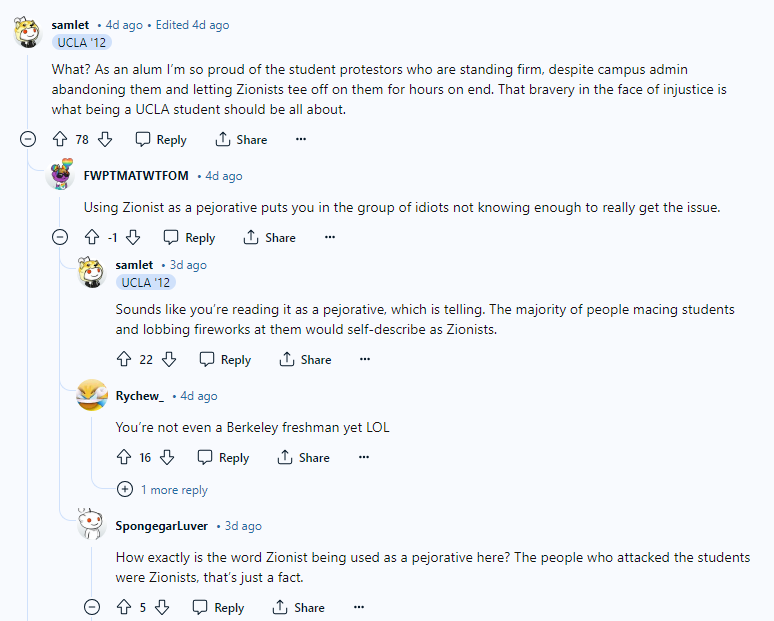 samlet • 4d ago • Edited 4d ago
UCLA '12
What? As an alum I'm so proud of the student protestors who are standing firm, despite campus admin
abandoning them and letting Zionists tee off on them for hours on end. That bravery in the face of injustice is
what being a UCLA student should be all about.
78 Reply Share ...
FWPTMATWTFOM • 4d ago
Using Zionist as a pejorative puts you in the group of idiots not knowing enough to really get the issue.
-1 Reply Share ...
samlet • 3d ago
UCLA '12
Sounds like you're reading it as a pejorative, which is telling. The majority of people macing students
and lobbing fireworks at them would self-describe as Zionists.
22 Reply Share ...
Rychew_ • 4d ago
You're not even a Berkeley freshman yet LOL
16 Reply Share ...
1 more reply
SpongegarLuver • 3d ago
How exactly is the word Zionist being used as a pejorative here? The people who attacked the students
were Zionists, that's just a fact.
5 Reply Share ...